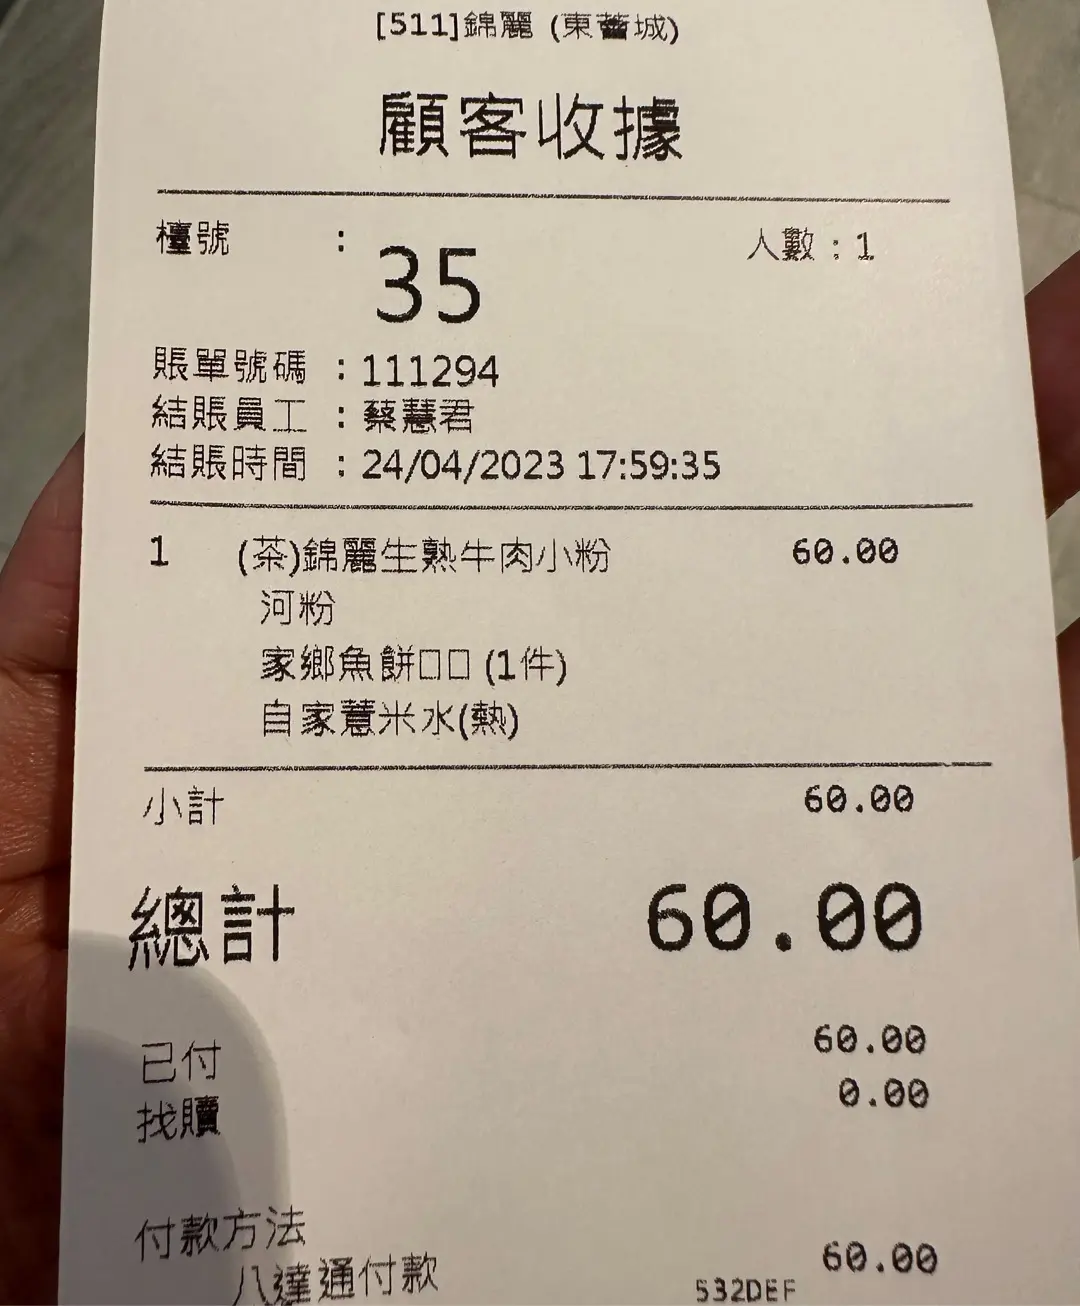 [511]錦麗 (東薈城)
顧客收據
檯號 : 35 人數 : 1
賬單號碼 : 111294
結賬員工 : 蔡慧君
結賬時間 : 24/04/2023 17:59:35
1 (茶)錦麗生熟牛肉小粉 60.00
河粉
家鄉魚餅口口 (1件)
自家薏米水(熱)
小計 60.00
總計 60.00
已付 60.00
找贖 0.00
付款方法
八達通付款 532DEF 60.00